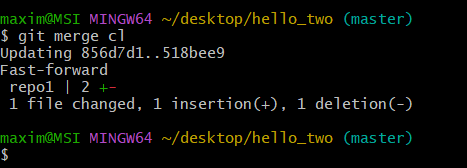 maxim@MSI MINGW64 ~/desktop/hello_two (master)
$ git merge cl
Updating 856d7d1..518bee9
Fast-forward
 repo1 | 2 +-
 1 file changed, 1 insertion(+), 1 deletion(-)
maxim@MSI MINGW64 ~/desktop/hello_two (master)
$